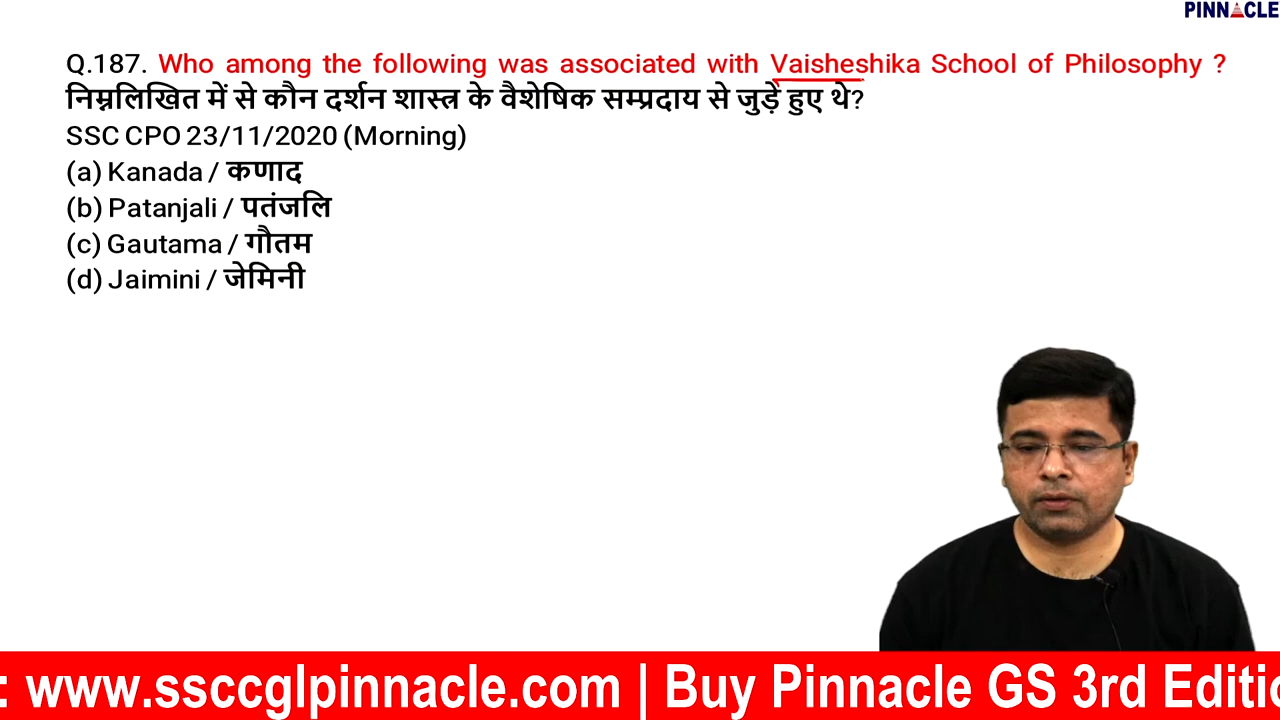 PINNACLE
Q.187. Who among the following was associated with Vaisheshika School of Philosophy ?
निम्नलिखित में से कौन दर्शन शास्त्र के वैशेषिक सम्प्रदाय से जुड़े हुए थे?
SSC CPO 23/11/2020 (Morning)
(a) Kanada / कणाद
(b) Patanjali / पतंजलि
(c) Gautama / गौतम
(d) Jaimini / जेमिनी
: www.ssccglpinnacle.com | Buy Pinnacle GS 3rd Editio